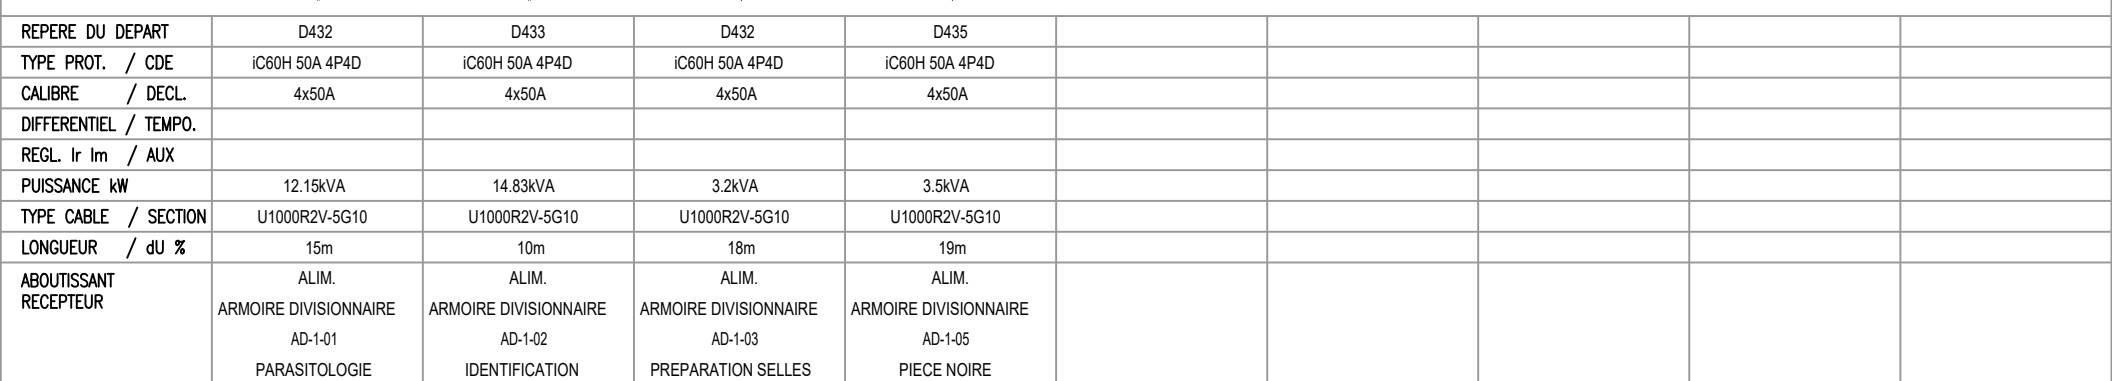 REPERE DU DEPART D432 D433 D432 D435
TYPE PROT. / CDE iC60H 50A 4P4D iC60H 50A 4P4D iC60H 50A 4P4D iC60H 50A 4P4D
CALIBRE / DECL. 4x50A 4x50A 4x50A 4x50A
DIFFERENTIEL / TEMPO.
REGL. Ir Im / AUX
PUISSANCE kW 12.15kVA 14.83kVA 3.2kVA 3.5kVA
TYPE CABLE / SECTION U1000R2V-5G10 U1000R2V-5G10 U1000R2V-5G10 U1000R2V-5G10
LONGUEUR / dU % 15m 10m 18m 19m
ABOUTISSANT ALIM. ALIM. ALIM. ALIM.
RECEPTEUR ARMOIRE DIVISIONNAIRE ARMOIRE DIVISIONNAIRE ARMOIRE DIVISIONNAIRE ARMOIRE DIVISIONNAIRE
AD-1-01 AD-1-02 AD-1-03 AD-1-05
PARASITOLOGIE IDENTIFICATION PREPARATION SELLES PIECE NOIRE